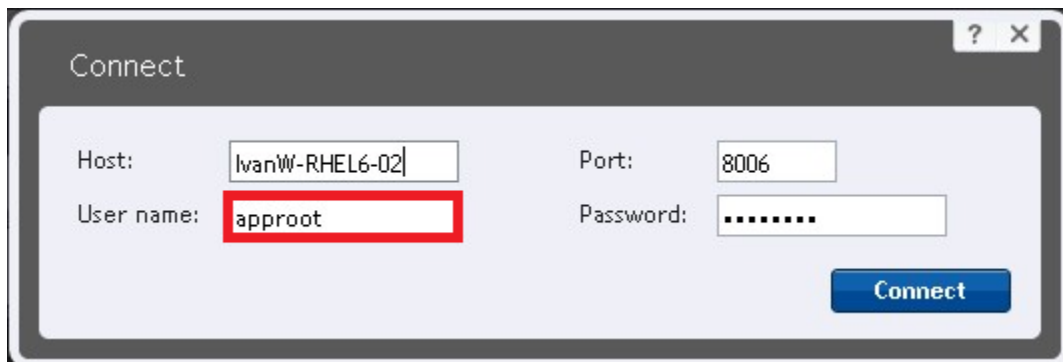 ? X
Connect
Host: IvanW-RHEL6-02 Port: 8006
User name: approot Password: ••••••••
Connect